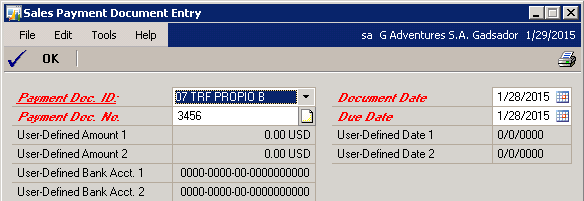 Sales Payment Document Entry
File Edit Tools Help sa G Adventures S.A. Gadsador 1/29/2015
OK
Payment Doc. ID: 07 TRF PROPIO B Document Date 1/28/2015
Payment Doc. No. 3456 Due Date 1/28/2015
User-Defined Amount 1 0.00 USD User-Defined Date 1 0/0/0000
User-Defined Amount 2 0.00 USD User-Defined Date 2 0/0/0000
User-Defined Bank Acct. 1 0000-0000-00-0000000000
User-Defined Bank Acct. 2 0000-0000-00-0000000000